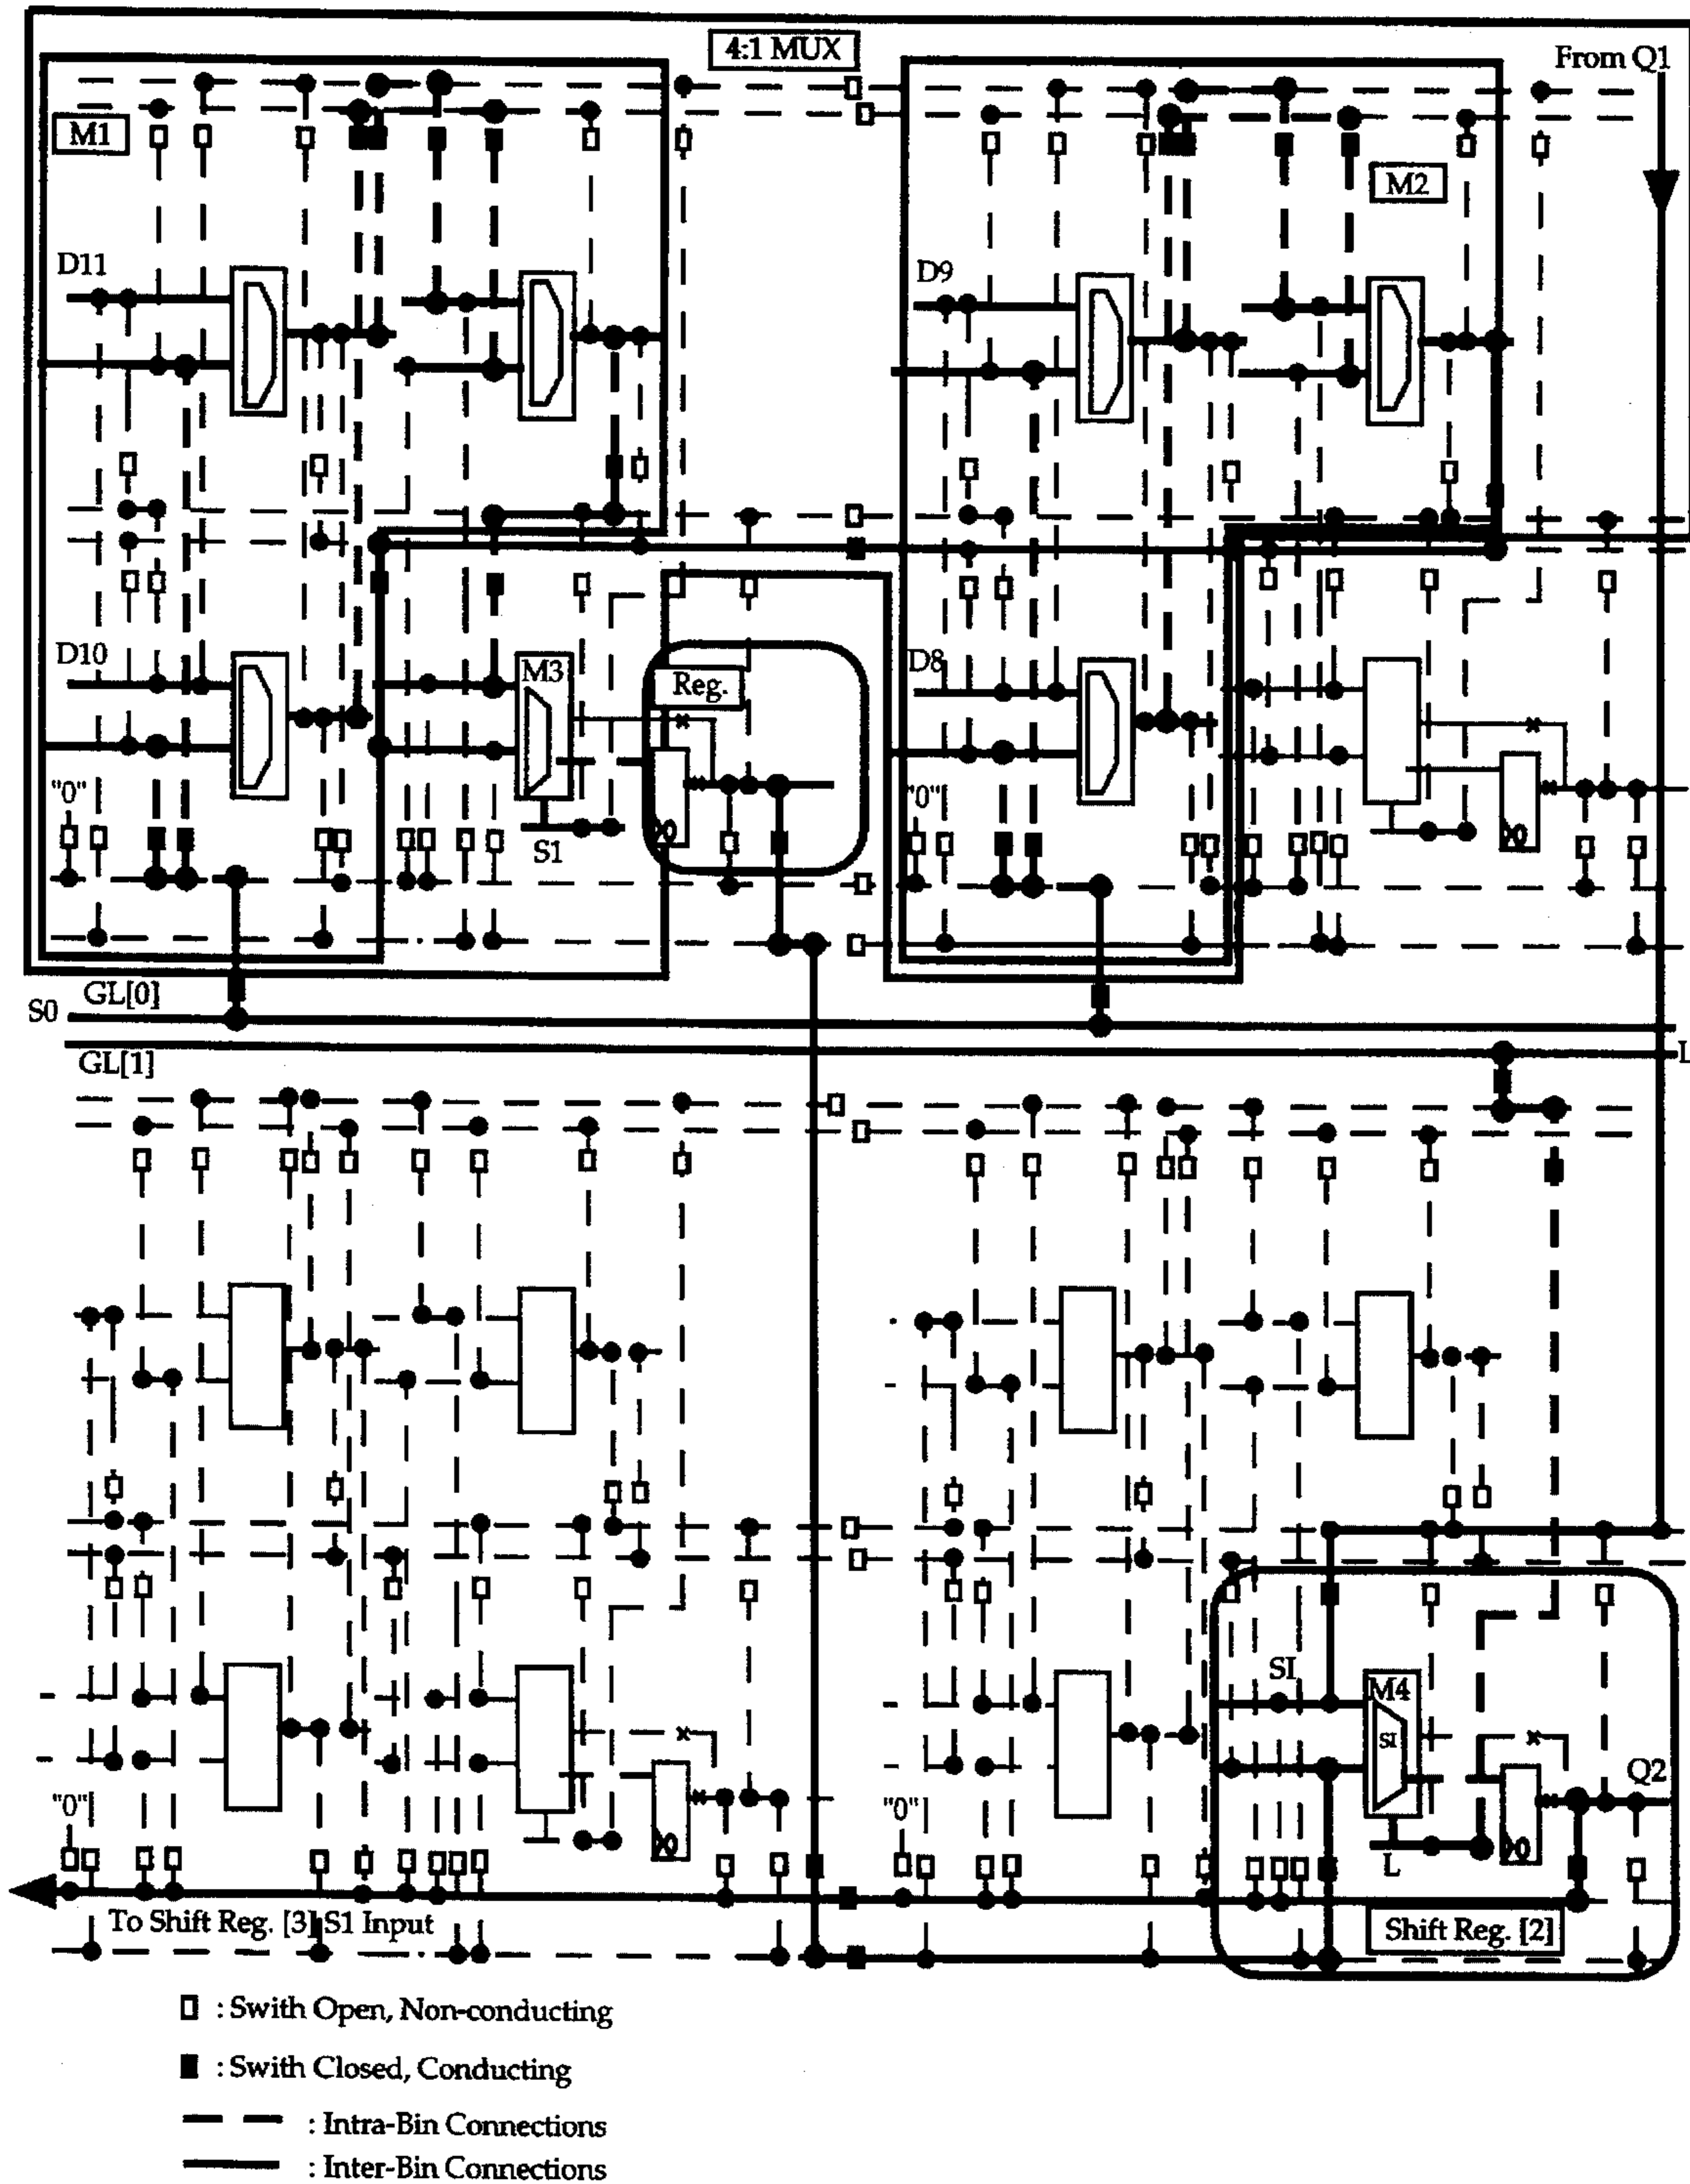 4:1 MUX
From Q1
M1
M2
D11
D9
D10
M3
Reg.
D8
"0"
S1
"0"
GL[0]
S0
GL[1]
L
SI
M4
SI
Q2
"0"
"0"
L
To Shift Reg. [3] S1 Input
Shift Reg. [2]
: Swith Open, Non-conducting
: Swith Closed, Conducting
: Intra-Bin Connections
: Inter-Bin Connections